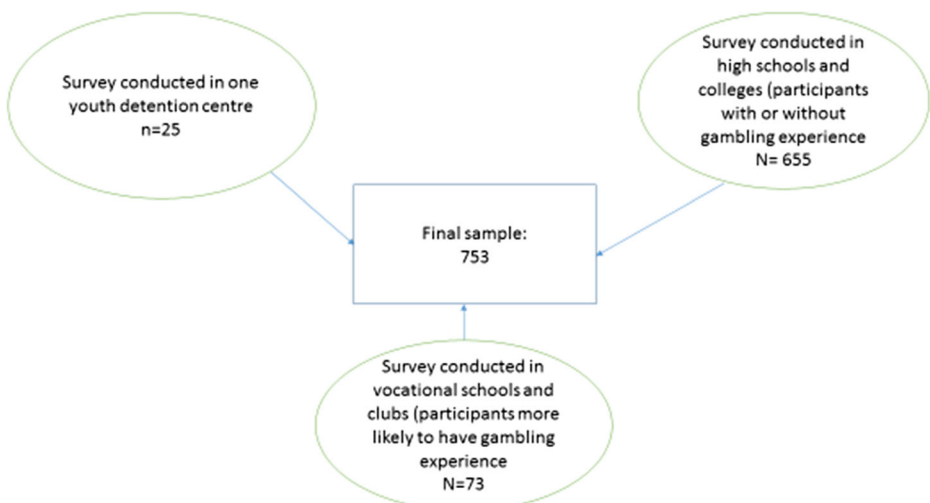 Survey conducted in one
youth detention centre
n=25
Survey conducted in
high schools and
colleges (participants
with or without
gambling experience
N= 655
Final sample:
753
Survey conducted in
vocational schools and
clubs (participants more
likely to have gambling
experience
N=73